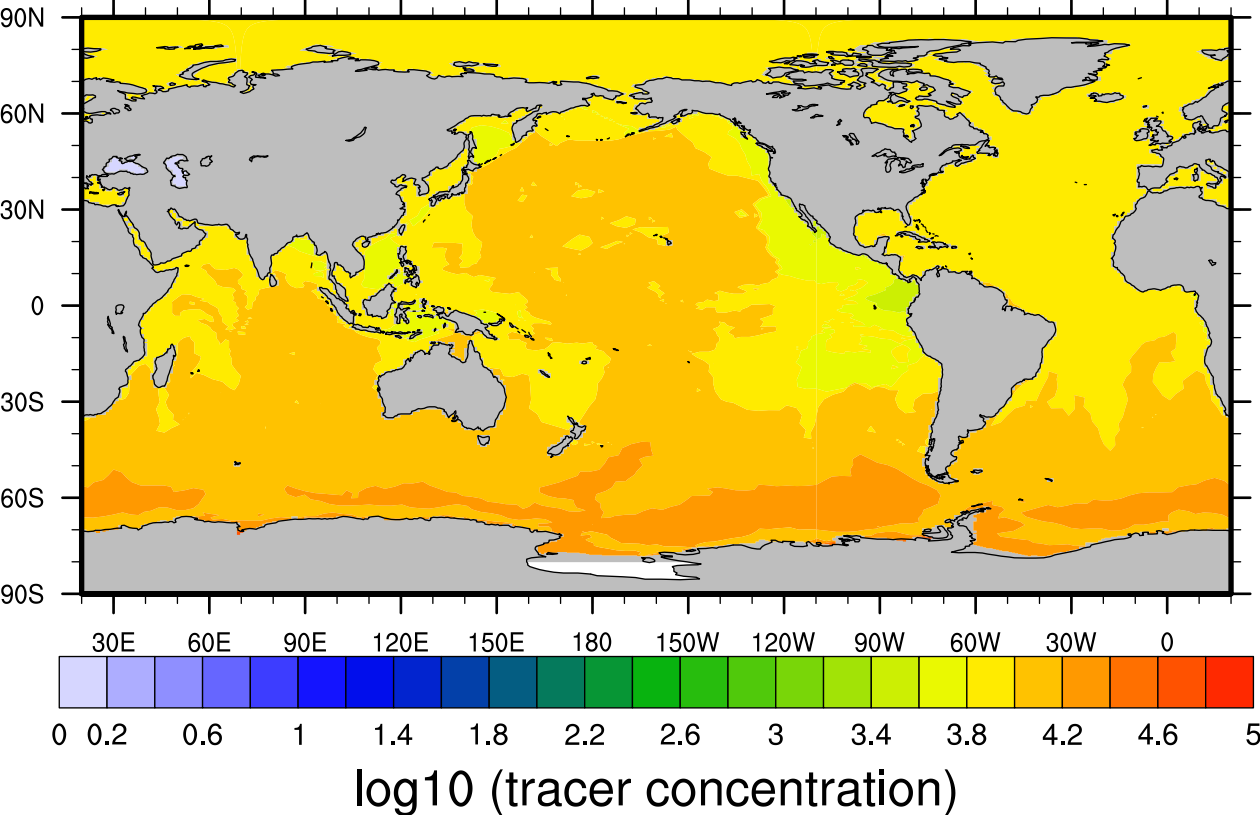 90N
60N
30N
0
30S
60S
90S
30E 60E 90E 120E 150E 180 150W 120W 90W 60W 30W 0
0 0.2 0.6 1 1.4 1.8 2.2 2.6 3 3.4 3.8 4.2 4.6 5
log10 (tracer concentration)